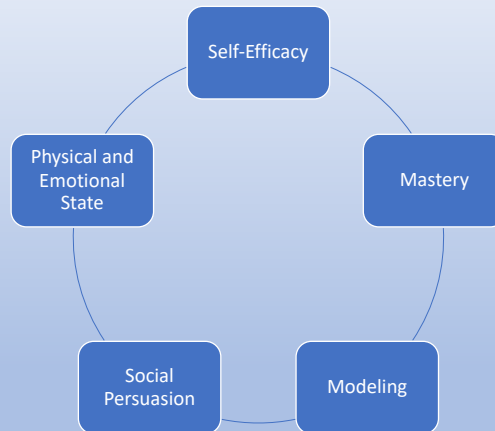 Self-Efficacy
Physical and
Emotional
State
Mastery
Social
Persuasion
Modeling